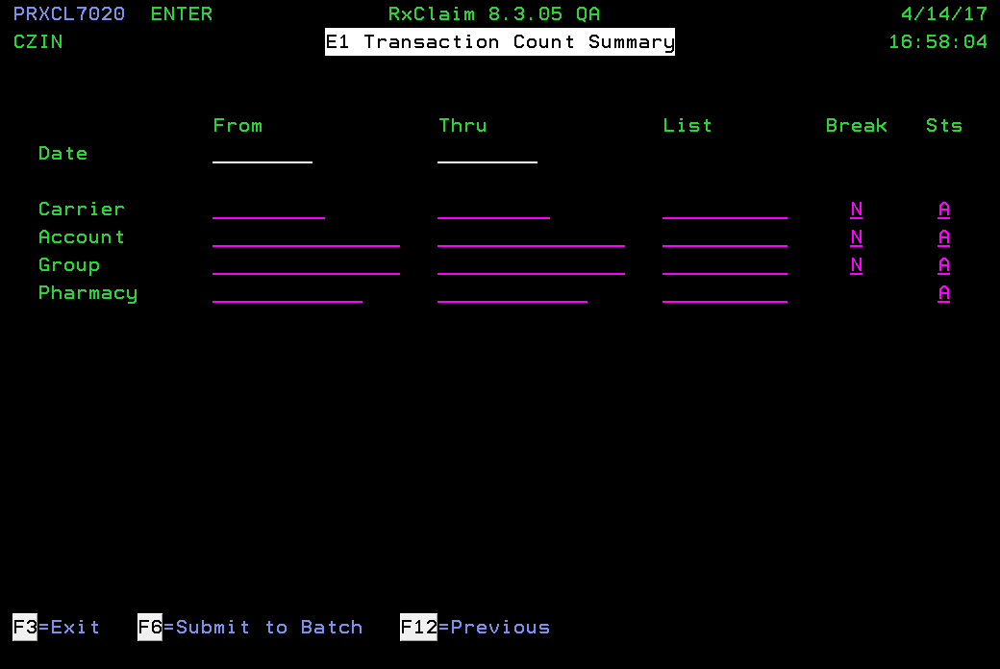 PRXCL7020 ENTER RxClaim 8.3.05 QA 4/14/17
CZIN E1 Transaction Count Summary 16:58:04
From Thru List Break Sts
Date
Carrier N A
Account N A
Group N A
Pharmacy A
F3=Exit F6=Submit to Batch F12=Previous